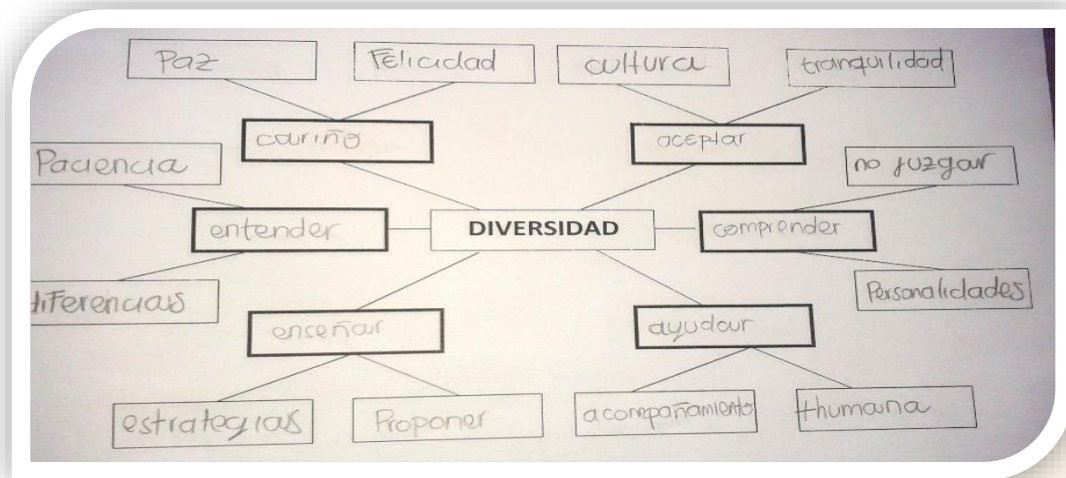 Paz
Felicidad
cultura
tranquilidad
cariño
aceptar
Paciencia
no juzgar
entender
DIVERSIDAD
comprender
diferencias
Personalidades
enseñar
ayudar
estrategias
Proponer
acompañamiento
+humana